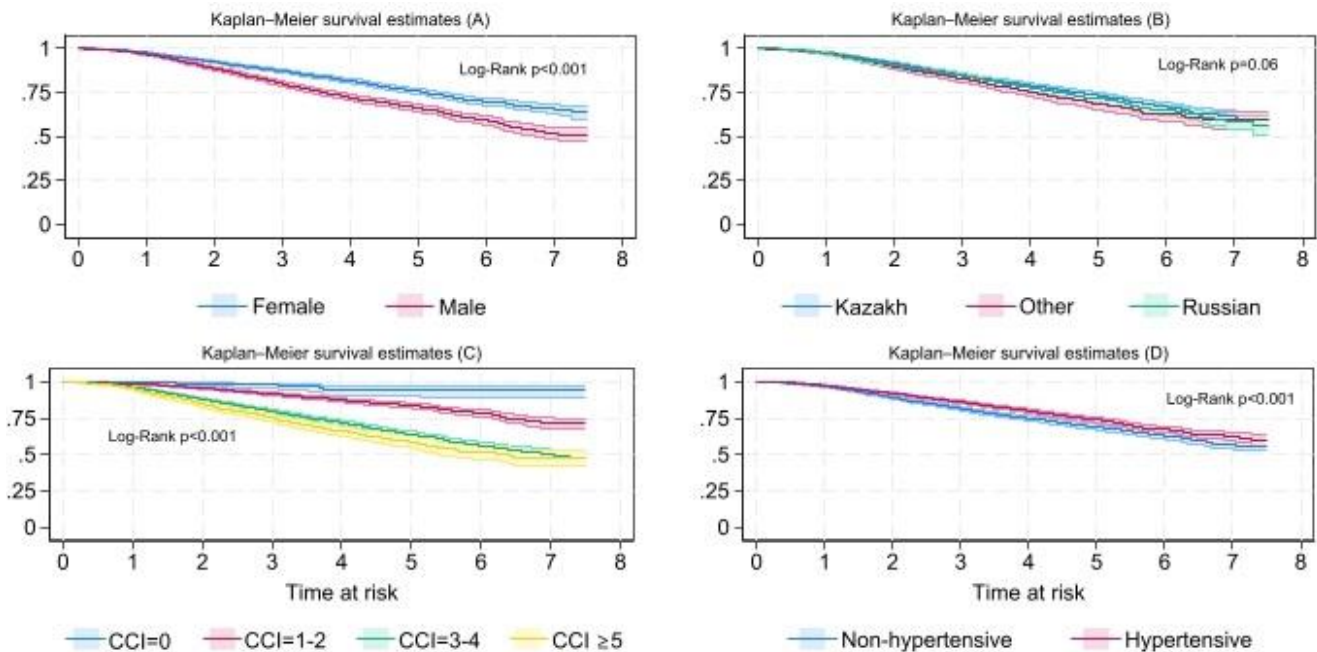 Kaplan–Meier survival estimates (A)
1
.75
.5
.25
0
Log-Rank p<0.001
0 1 2 3 4 5 6 7 8
Female Male
Kaplan–Meier survival estimates (B)
1
.75
.5
.25
0
Log-Rank p=0.06
0 1 2 3 4 5 6 7 8
Kazakh Other Russian
Kaplan–Meier survival estimates (C)
1
.75
.5
.25
0
Log-Rank p<0.001
0 1 2 3 4 5 6 7 8
Time at risk
CCI=0 CCI=1-2 CCI=3-4 CCI ≥5
Kaplan–Meier survival estimates (D)
1
.75
.5
.25
0
Log-Rank p<0.001
0 1 2 3 4 5 6 7 8
Time at risk
Non-hypertensive Hypertensive